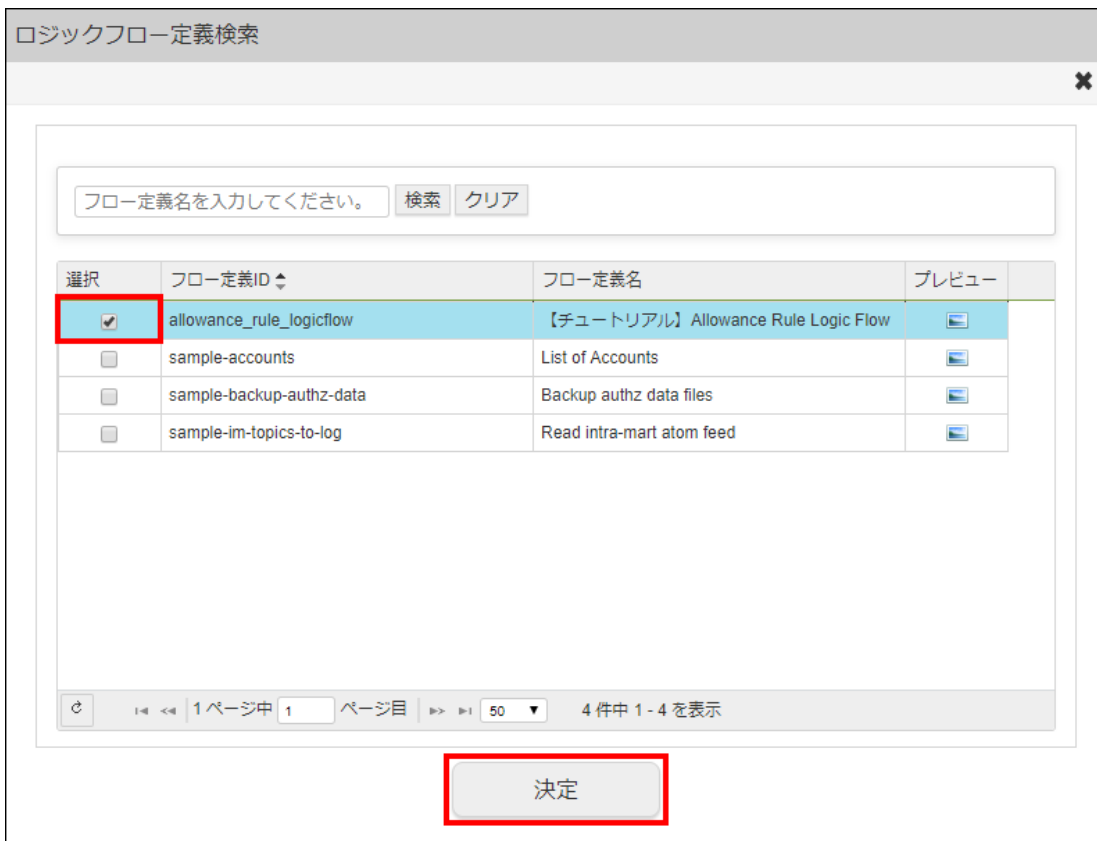 ロジックフロー定義検索
フロー定義名を入力してください。 検索 クリア
選択 フロー定義ID フロー定義名 プレビュー
allowance_rule_logicflow 【チュートリアル】Allowance Rule Logic Flow
sample-accounts List of Accounts
sample-backup-authz-data Backup authz data files
sample-im-topics-to-log Read intra-mart atom feed
1 ページ中 1 ページ目 50 4 件中 1 - 4 を表示
決定